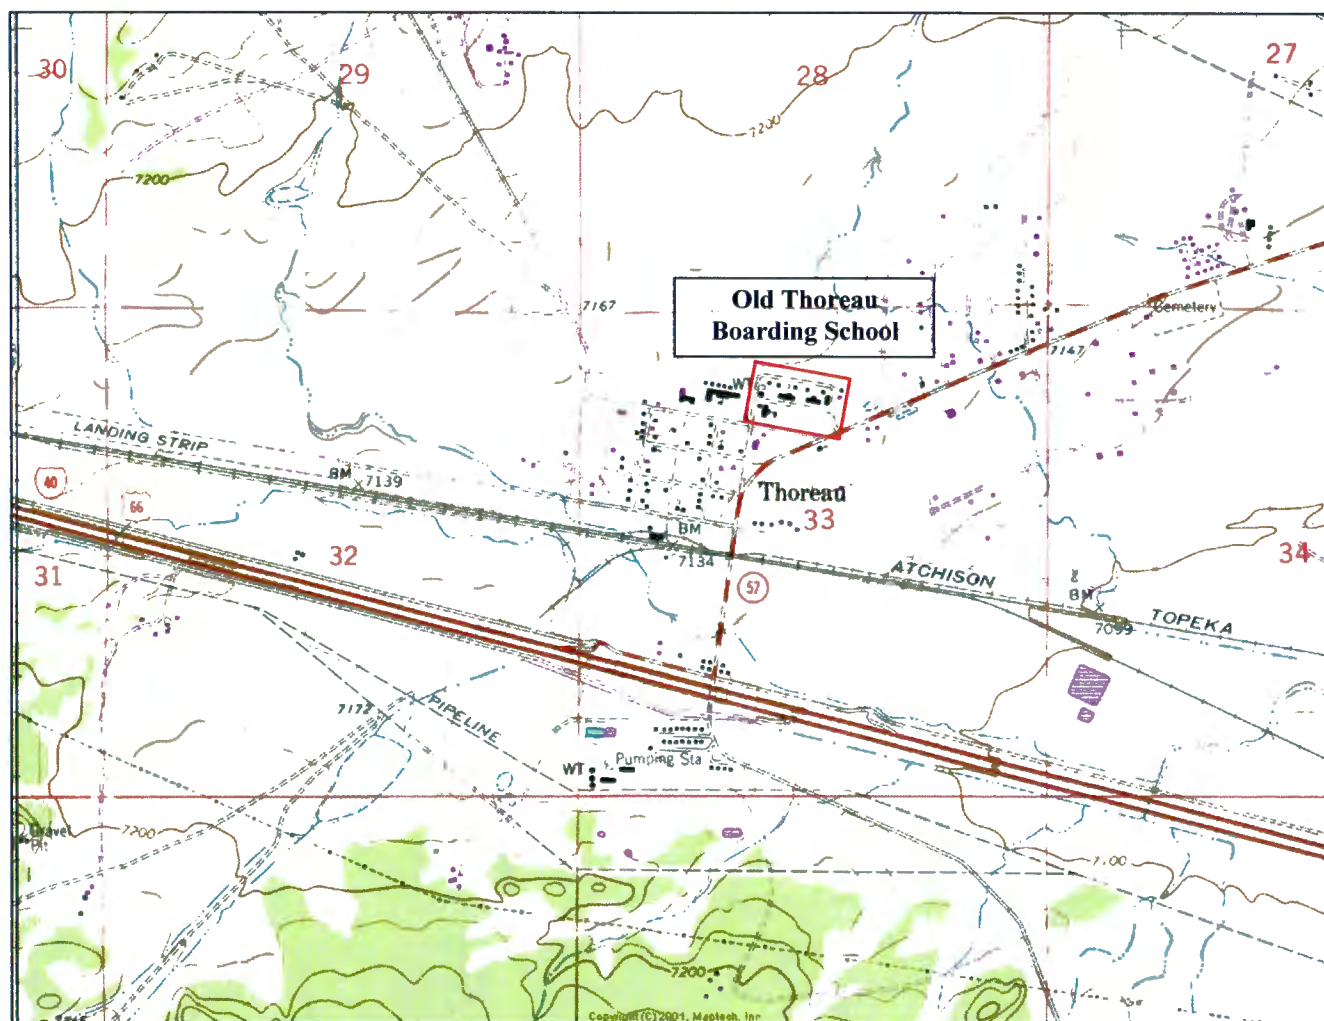 30
29
28
27
7200
7200
7167
Old Thoreau
Boarding School
Cemetery
7147
WT
LANDING STRIP
BM
7139
40
66
Thoreau
33
BM
7134
32
31
34
ATCHISON
57
BM
7099
TOPEKA
7172
PIPELINE
Pumping Sta
WT
Gravel
Pit
7200
7200
Copyright (C) 2001, Maptech, Inc